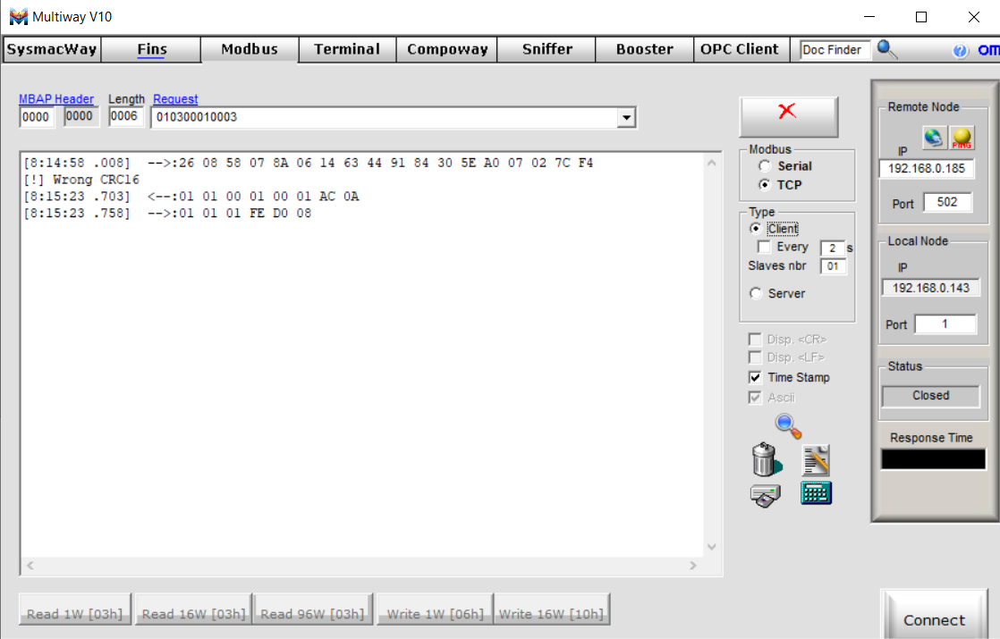 Multiway V10
SysmacWay Fins Modbus Terminal Compoway Sniffer Booster OPC Client Doc Finder ? om
MBAP Header Length Request
0000 0000 0006 010300010003
[8:14:58 .008] -->:26 08 58 07 8A 06 14 63 44 91 84 30 5E A0 07 02 7C F4
[!] Wrong CRC16
[8:15:23 .703] <--:01 01 00 01 00 01 AC 0A
[8:15:23 .758] -->:01 01 01 FE D0 08
Modbus
Serial
TCP
Type
Client
Every 2 s
Slaves nbr 01
Server
Disp. <CR>
Disp. <LF>
Time Stamp
Ascii
Remote Node
PING
IP
192.168.0.185
Port 502
Local Node
IP
192.168.0.143
Port 1
Status
Closed
Response Time
Read 1W [03h] Read 16W [03h] Read 96W [03h] Write 1W [06h] Write 16W [10h]
Connect